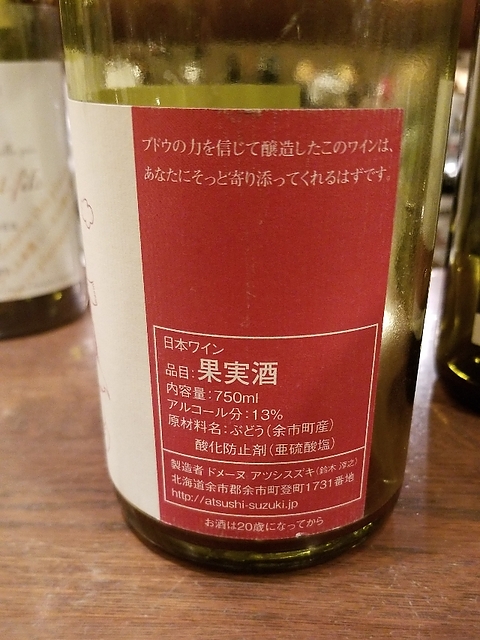 ブドウの力を信じて醸造したこのワインは、
あなたにそっと寄り添ってくれるはずです。
日本ワイン
品目:果実酒
内容量:750ml
アルコール分:13%
原材料名:ぶどう(余市町産)
酸化防止剤(亜硫酸塩)
製造者 ドメーヌ アツシスズキ(鈴木 淳之)
北海道余市郡余市町登町1731番地
http://atsushi-suzuki.jp
お酒は20歳になってから